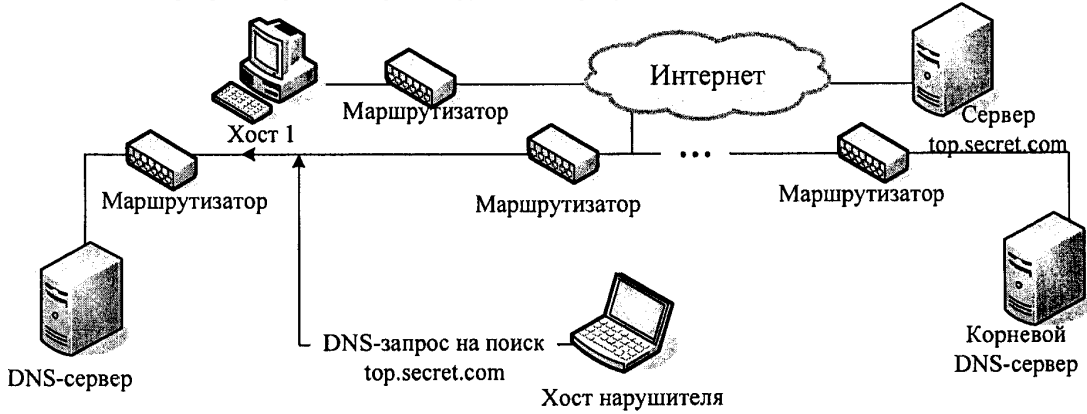 Интернет
Маршрутизатор
Хост 1
Сервер
top.secret.com
Маршрутизатор
Маршрутизатор
Маршрутизатор
DNS-запрос на поиск
top.secret.com
Корневой
DNS-сервер
DNS-сервер
Хост нарушителя